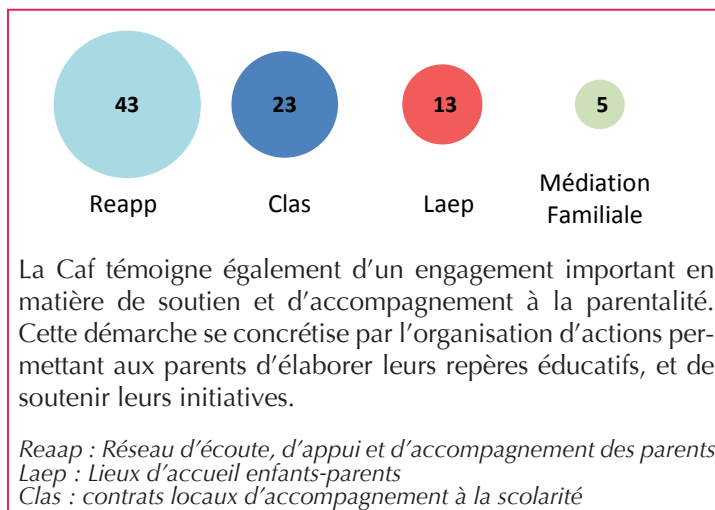 43 23 13 5
Reapp Clas Laep Médiation Familiale
La Caf témoigne également d’un engagement important en
matière de soutien et d’accompagnement à la parentalité.
Cette démarche se concrétise par l’organisation d’actions per-
mettant aux parents d’élaborer leurs repères éducatifs, et de
soutenir leurs initiatives.
Reaap : Réseau d’écoute, d’appui et d’accompagnement des parents
Laep : Lieux d’accueil enfants-parents
Clas : contrats locaux d’accompagnement à la scolarité